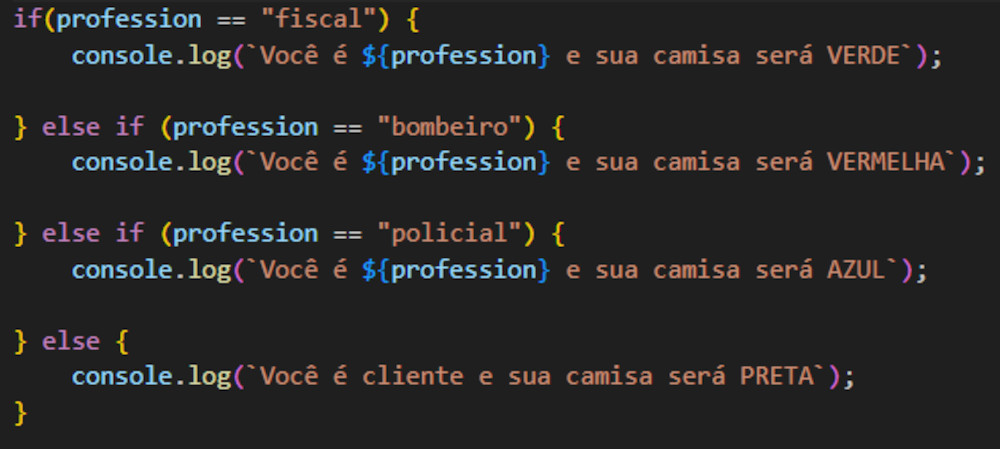 if(profession == "fiscal") {
    console.log(`Você é ${profession} e sua camisa será VERDE`);
} else if (profession == "bombeiro") {
    console.log(`Você é ${profession} e sua camisa será VERMELHA`);
} else if (profession == "policial") {
    console.log(`Você é ${profession} e sua camisa será AZUL`);
} else {
    console.log(`Você é cliente e sua camisa será PRETA`);
}